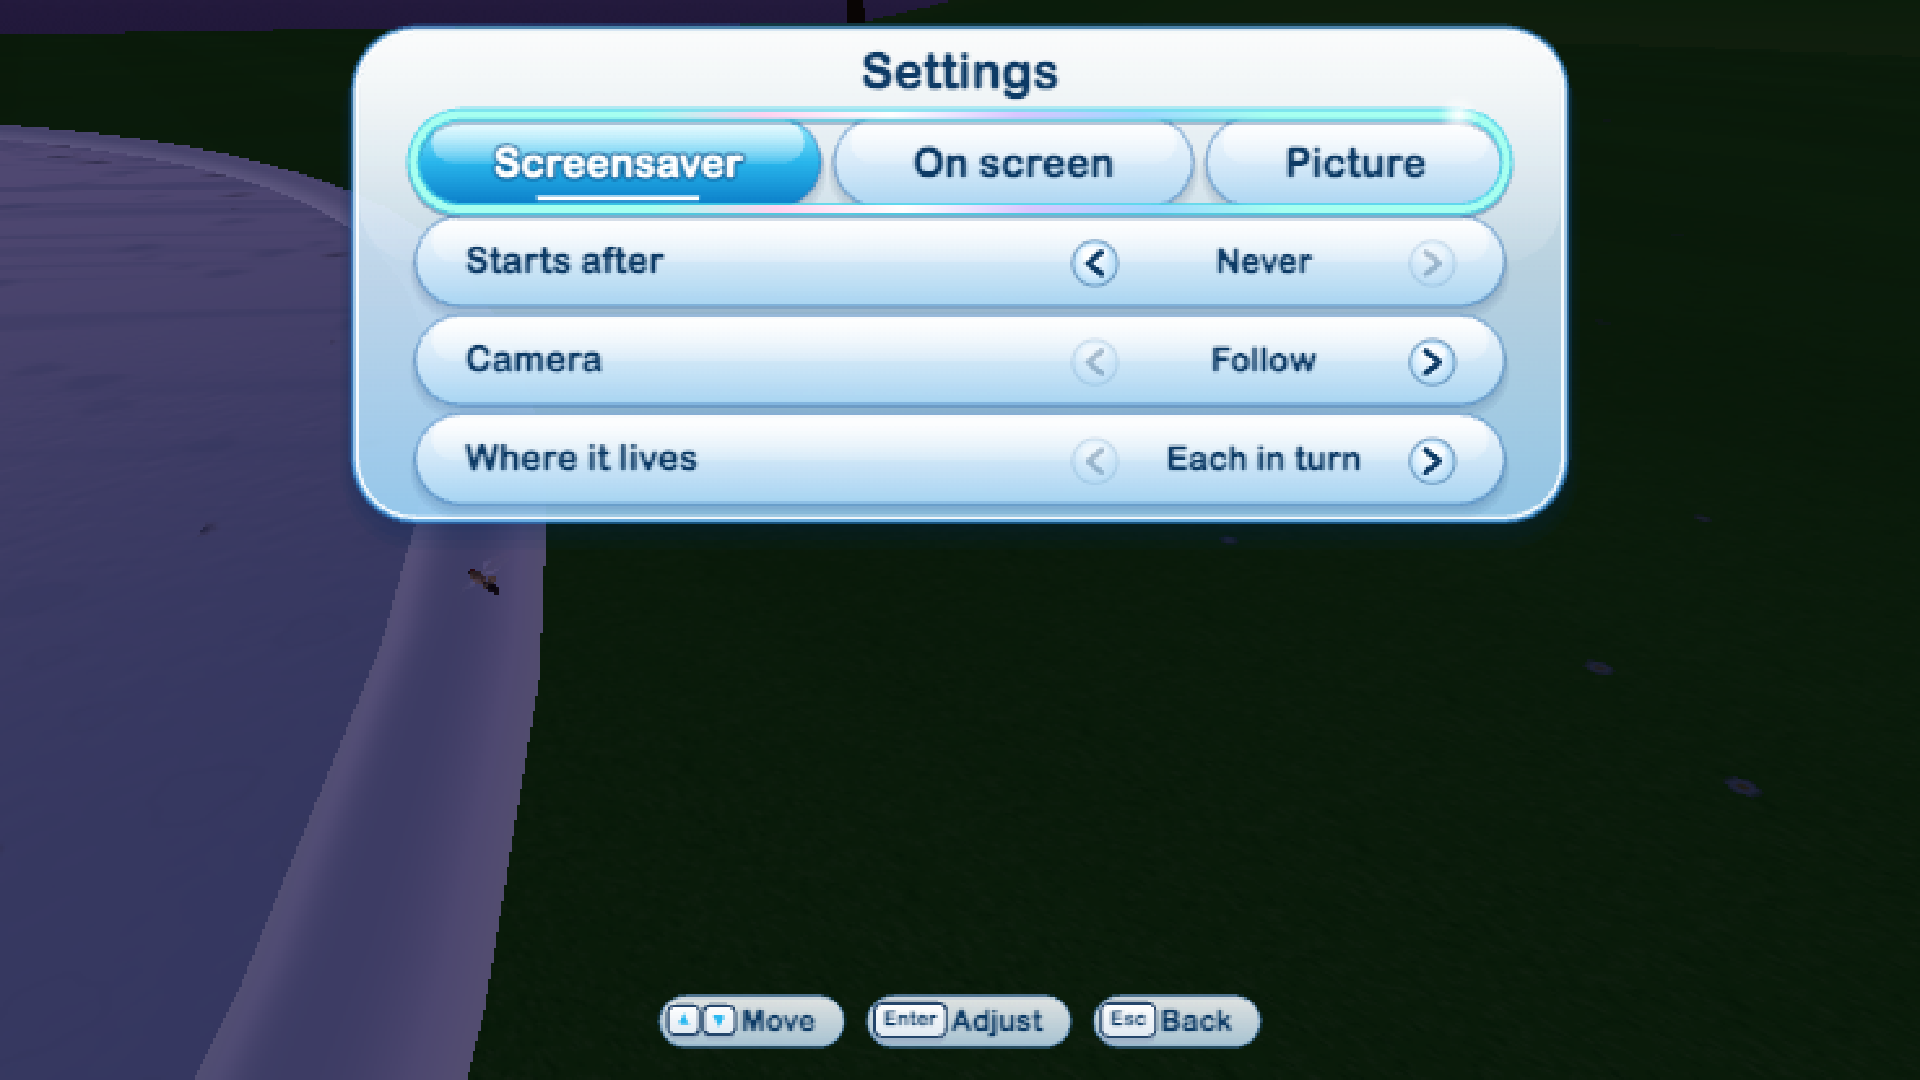 Settings
Screensaver On screen Picture
Starts after Never
Camera Follow
Where it lives Each in turn
Move Enter Adjust Esc Back